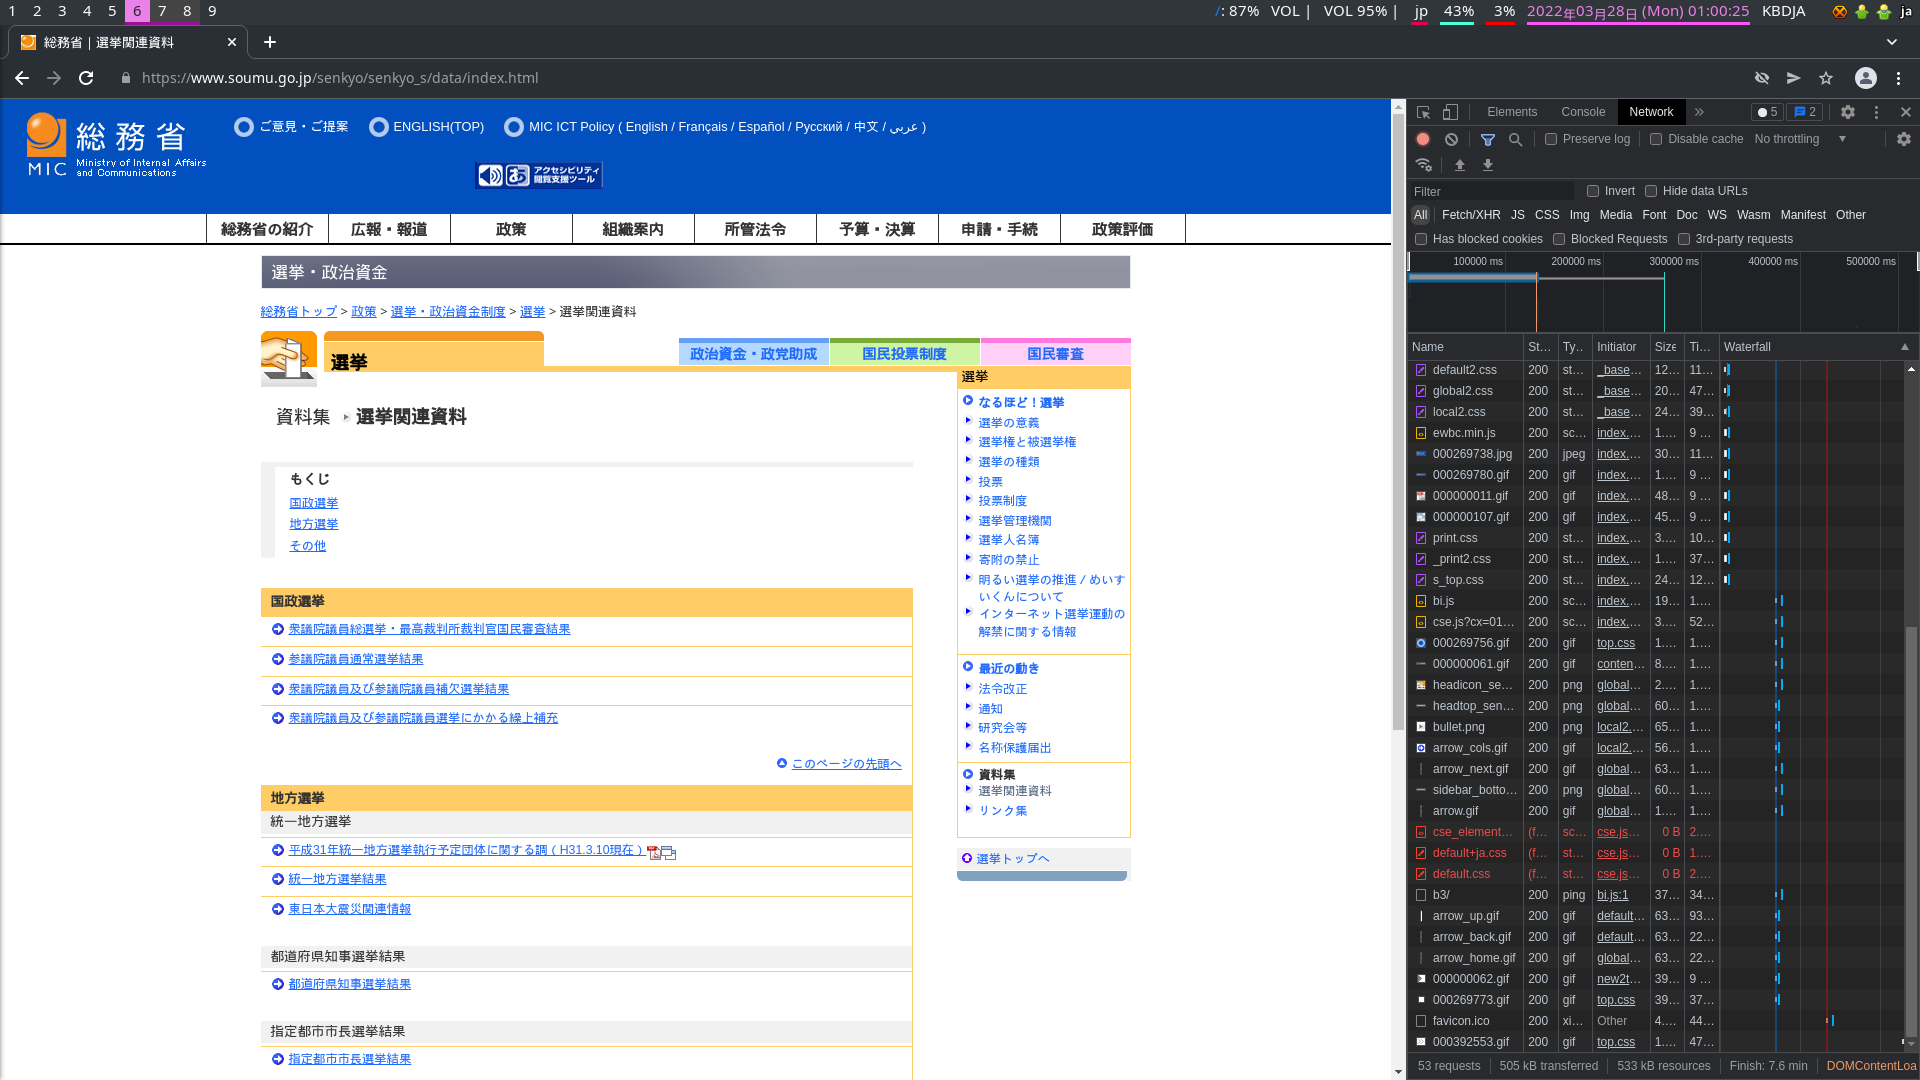 1 2 3 4 5 6 7 8 9
/: 87% VOL | VOL 95% | jp 43% 3% 2022年03月28日 (Mon) 01:00:25 KBDJA ja
総務省｜選挙関連資料
https://www.soumu.go.jp/senkyo/senkyo_s/data/index.html
総務省
MIC Ministry of Internal Affairs and Communications
ご意見・ご提案 ENGLISH(TOP) MIC ICT Policy ( English / Français / Español / Русский / 中文 / عربي )
アクセシビリティ
閲覧支援ツール
総務省の紹介 広報・報道 政策 組織案内 所管法令 予算・決算 申請・手続 政策評価
選挙・政治資金
総務省トップ > 政策 > 選挙・政治資金制度 > 選挙 > 選挙関連資料
選挙
政治資金・政党助成 国民投票制度 国民審査
資料集 選挙関連資料
もくじ
国政選挙
地方選挙
その他
国政選挙
衆議院議員総選挙・最高裁判所裁判官国民審査結果
参議院議員通常選挙結果
衆議院議員及び参議院議員補欠選挙結果
衆議院議員及び参議院議員選挙にかかる繰上補充
このページの先頭へ
地方選挙
統一地方選挙
平成31年統一地方選挙執行予定団体に関する調（H31.3.10現在）
統一地方選挙結果
東日本大震災関連情報
都道府県知事選挙結果
都道府県知事選挙結果
指定都市市長選挙結果
指定都市市長選挙結果
選挙
なるほど！選挙
選挙の意義
選挙権と被選挙権
選挙の種類
投票
投票制度
選挙管理機関
選挙人名簿
寄附の禁止
明るい選挙の推進 / めいす
いくんについて
インターネット選挙運動の
解禁に関する情報
最近の動き
法令改正
通知
研究会等
名称保護届出
資料集
選挙関連資料
リンク集
選挙トップへ
Elements Console Network » 5 2
Preserve log Disable cache No throttling
Filter Invert Hide data URLs
All Fetch/XHR JS CSS Img Media Font Doc WS Wasm Manifest Other
Has blocked cookies Blocked Requests 3rd-party requests
100000 ms 200000 ms 300000 ms 400000 ms 500000 ms
Name St... Ty... Initiator Size Ti... Waterfall
default2.css 200 st... _base... 12... 11...
global2.css 200 st... _base... 20... 47...
local2.css 200 st... _base... 24... 39...
ewbc.min.js 200 sc... index.... 1.... 9 ...
000269738.jpg 200 jpeg index.... 30... 11...
000269780.gif 200 gif index.... 1.... 9 ...
000000011.gif 200 gif index.... 48... 9 ...
000000107.gif 200 gif index.... 45... 9 ...
print.css 200 st... index.... 3.... 10...
_print2.css 200 st... index.... 1.... 37...
s_top.css 200 st... index.... 24... 12...
bi.js 200 sc... index.... 19... 1....
cse.js?cx=01... 200 sc... index.... 3.... 52...
000269756.gif 200 gif top.css 1.... 1....
000000061.gif 200 gif conten... 8.... 1....
headicon_se... 200 png global... 2.... 1....
headtop_sen... 200 png global... 60... 1....
bullet.png 200 png local2.... 65... 1....
arrow_cols.gif 200 gif local2.... 56... 1....
arrow_next.gif 200 gif global... 63... 1....
sidebar_botto... 200 png global... 60... 1....
arrow.gif 200 gif global... 1.... 1....
cse_element... (f... sc... cse.js... 0 B 2....
default+ja.css (f... st... cse.js... 0 B 1....
default.css (f... st... cse.js... 0 B 2....
b3/ 200 ping bi.js:1 37... 34...
arrow_up.gif 200 gif default... 63... 93...
arrow_back.gif 200 gif default... 63... 22...
arrow_home.gif 200 gif global... 63... 22...
000000062.gif 200 gif new2t... 39... 9 ...
000269773.gif 200 gif top.css 39... 37...
favicon.ico 200 xi... Other 4.... 44...
000392553.gif 200 gif top.css 1.... 47...
53 requests 505 kB transferred 533 kB resources Finish: 7.6 min DOMContentLoa